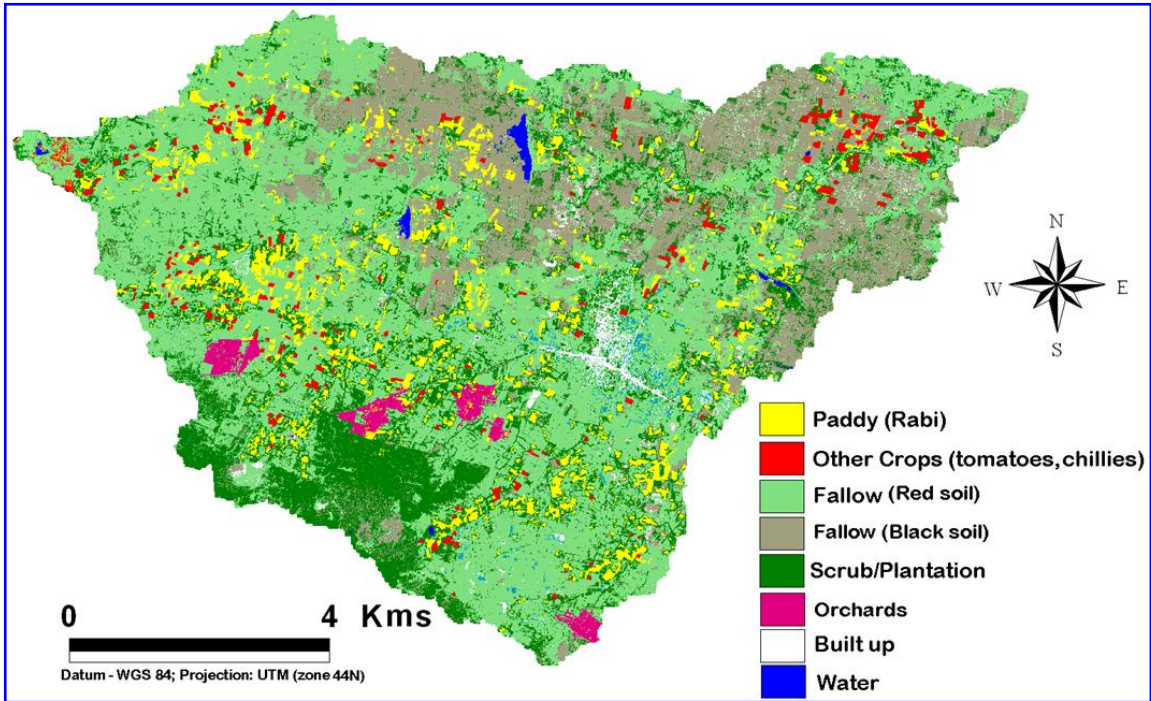 N
W E
S
Paddy (Rabi)
Other Crops (tomatoes, chillies)
Fallow (Red soil)
Fallow (Black soil)
Scrub/Plantation
Orchards
Built up
Water
0 4 Kms
Datum - WGS 84; Projection: UTM (zone 44N)